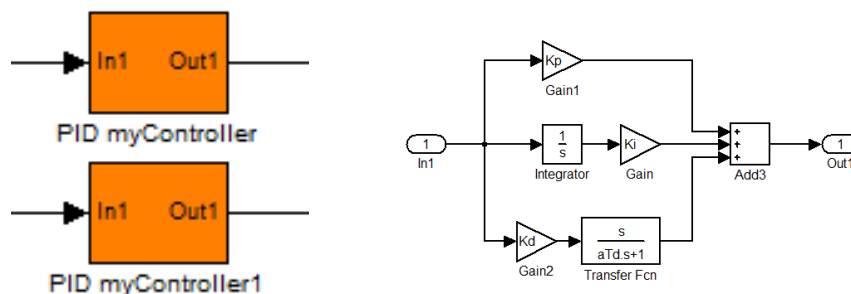 In1 Out1
PID myController
In1 Out1
PID myController1
Kp
Gain1
1
In1
1
s
Integrator
Ki
Gain
+
+
+
Add3
1
Out1
Kd
Gain2
s
aTd.s+1
Transfer Fcn